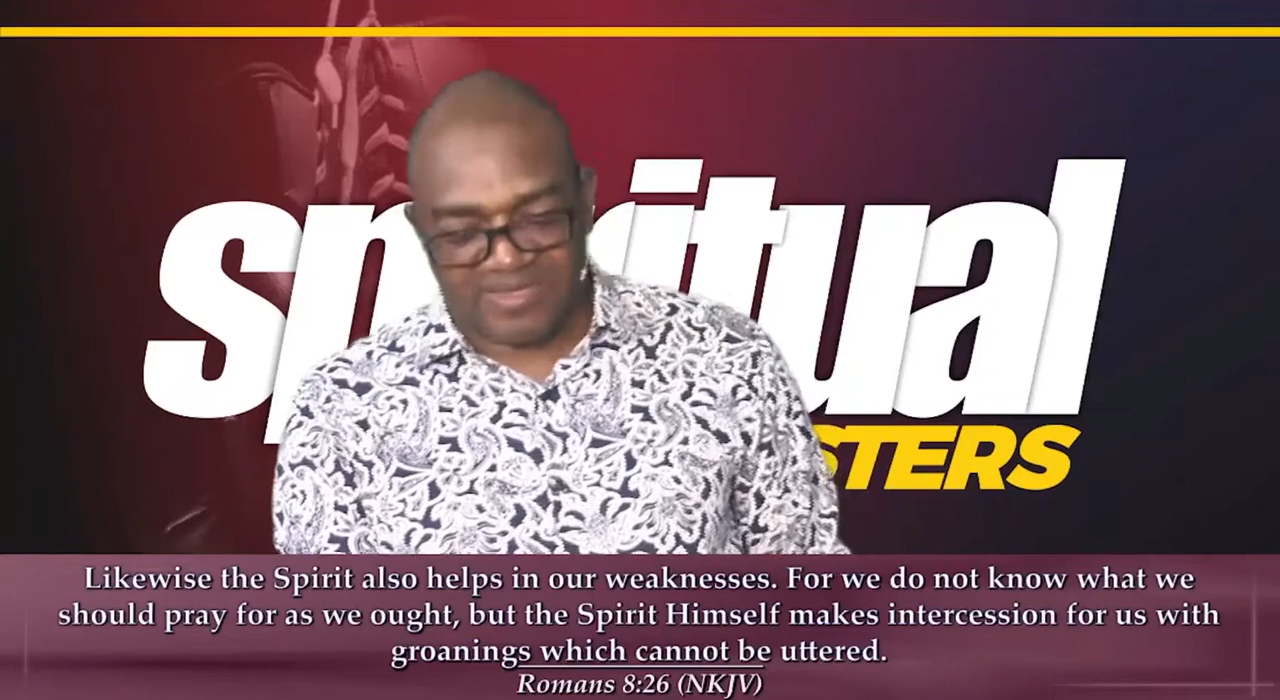 spiritual
STERS
Likewise the Spirit also helps in our weaknesses. For we do not know what we
should pray for as we ought, but the Spirit Himself makes intercession for us with
groanings which cannot be uttered.
Romans 8:26 (NKJV)